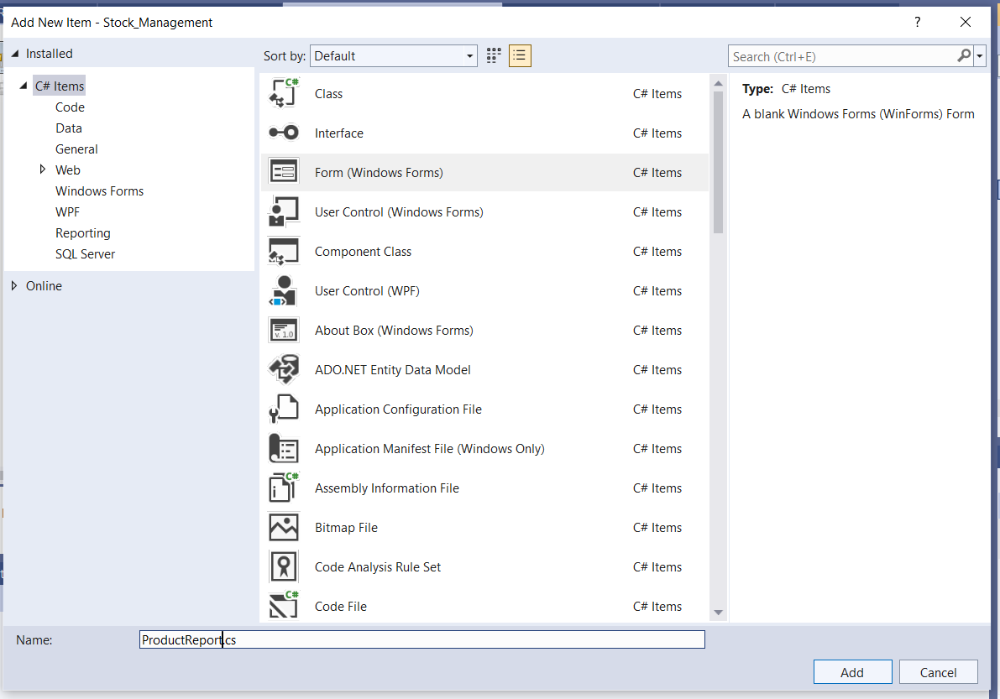 Add New Item - Stock_Management
?
Installed
C# Items
Code
Data
General
Web
Windows Forms
WPF
Reporting
SQL Server
Online
Sort by: Default
Class C# Items
Interface C# Items
Form (Windows Forms) C# Items
User Control (Windows Forms) C# Items
Component Class C# Items
User Control (WPF) C# Items
About Box (Windows Forms) C# Items
v. 1.0
ADO.NET Entity Data Model C# Items
Application Configuration File C# Items
Application Manifest File (Windows Only) C# Items
Assembly Information File C# Items
Bitmap File C# Items
Code Analysis Rule Set C# Items
Code File C# Items
Search (Ctrl+E)
Type: C# Items
A blank Windows Forms (WinForms) Form
Name: ProductReport.cs
Add Cancel